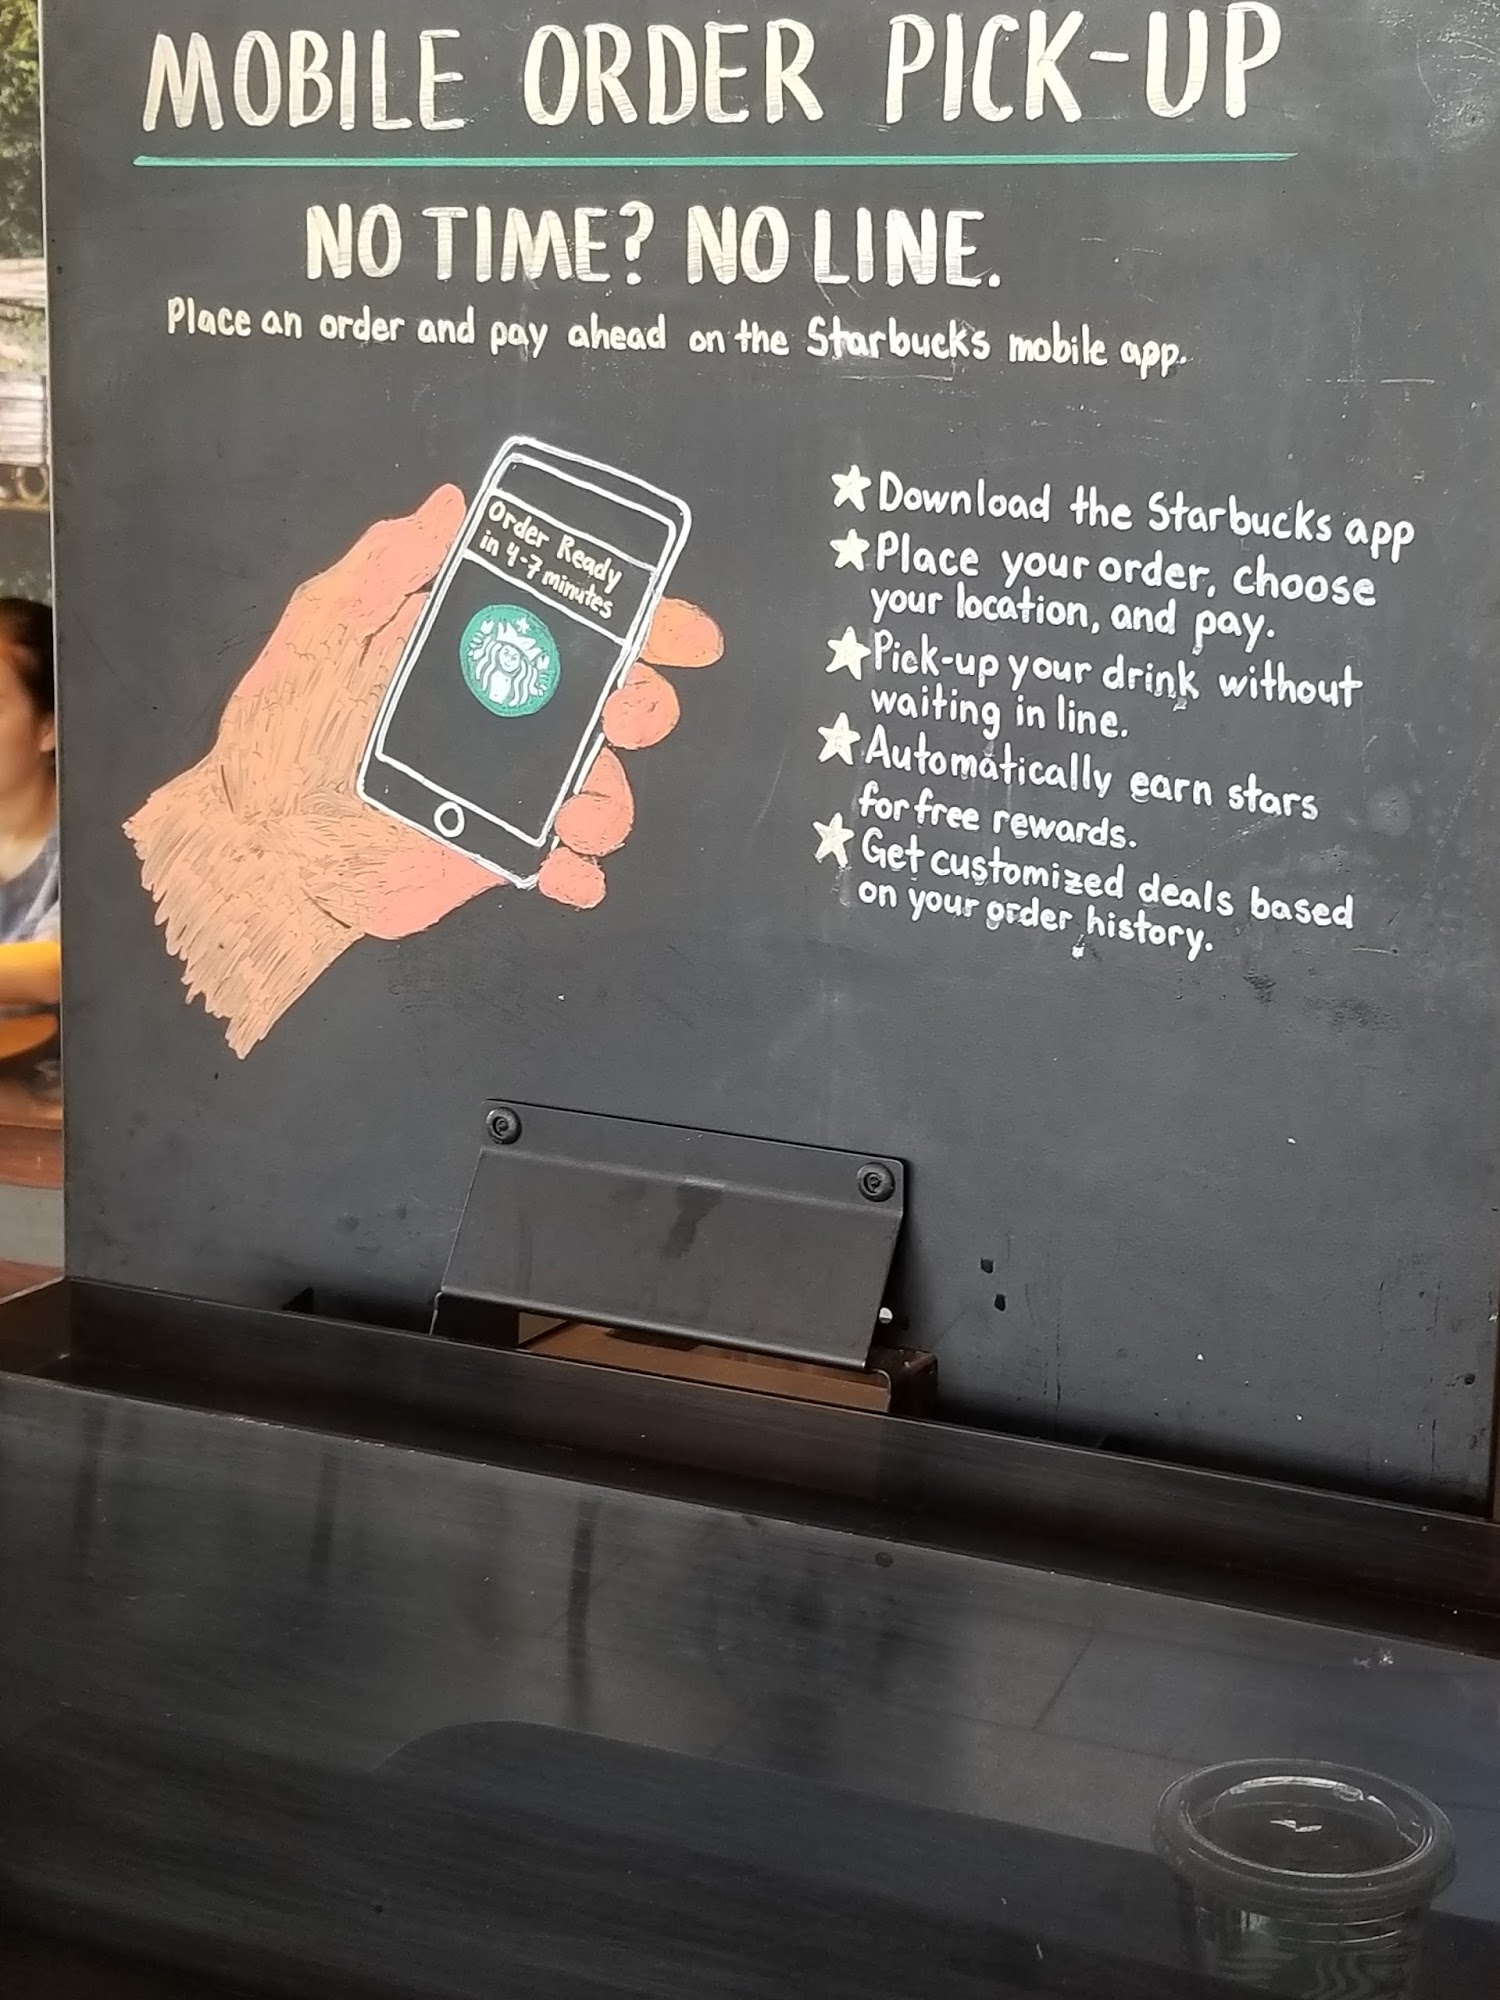 MOBILE ORDER PICK-UP
NO TIME? NO LINE.
Place an order and pay ahead on the Starbucks mobile app.
Order Ready
in 4-7 minutes
★ Download the Starbucks app
★ Place your order, choose
your location, and pay.
★ Pick-up your drink without
waiting in line.
★ Automatically earn stars
for free rewards.
★ Get customized deals based
on your order history.